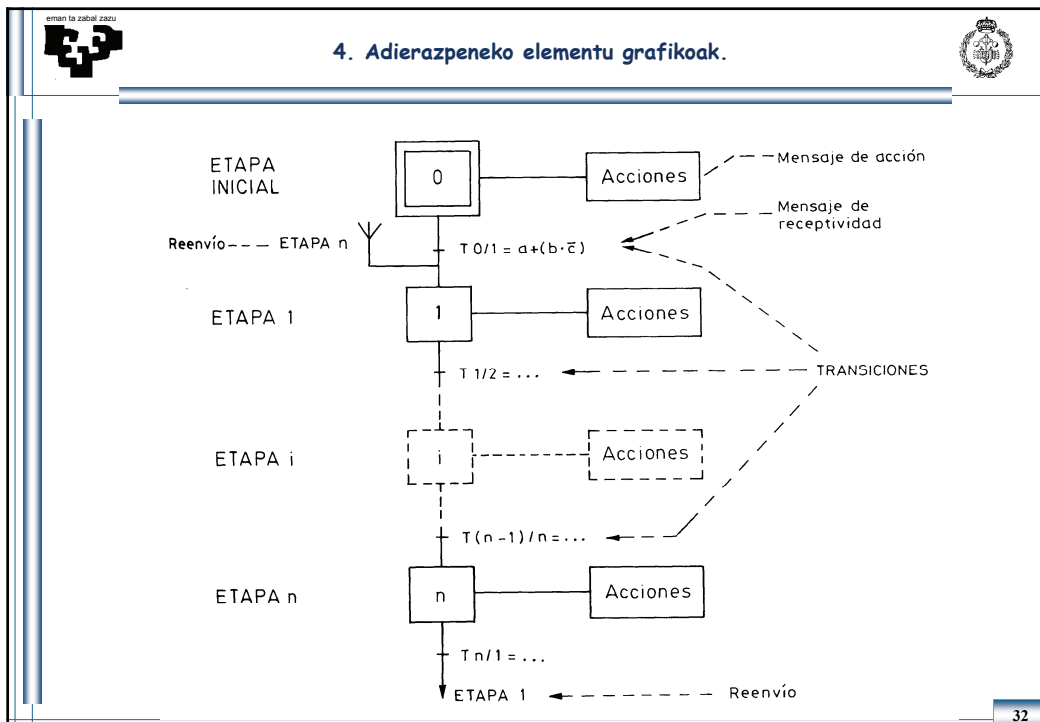 eman ta zabal zazu
4. Adierazpeneko elementu grafikoak.
ETAPA
INICIAL
0
Acciones
Mensaje de acción
Mensaje de
receptividad
Reenvío
ETAPA n
T 0/1 = a+(b·c̄)
ETAPA 1
1
Acciones
T 1/2 = ...
TRANSICIONES
ETAPA i
i
Acciones
T(n-1)/n = ...
ETAPA n
n
Acciones
T n/1 = ...
ETAPA 1
Reenvío
32